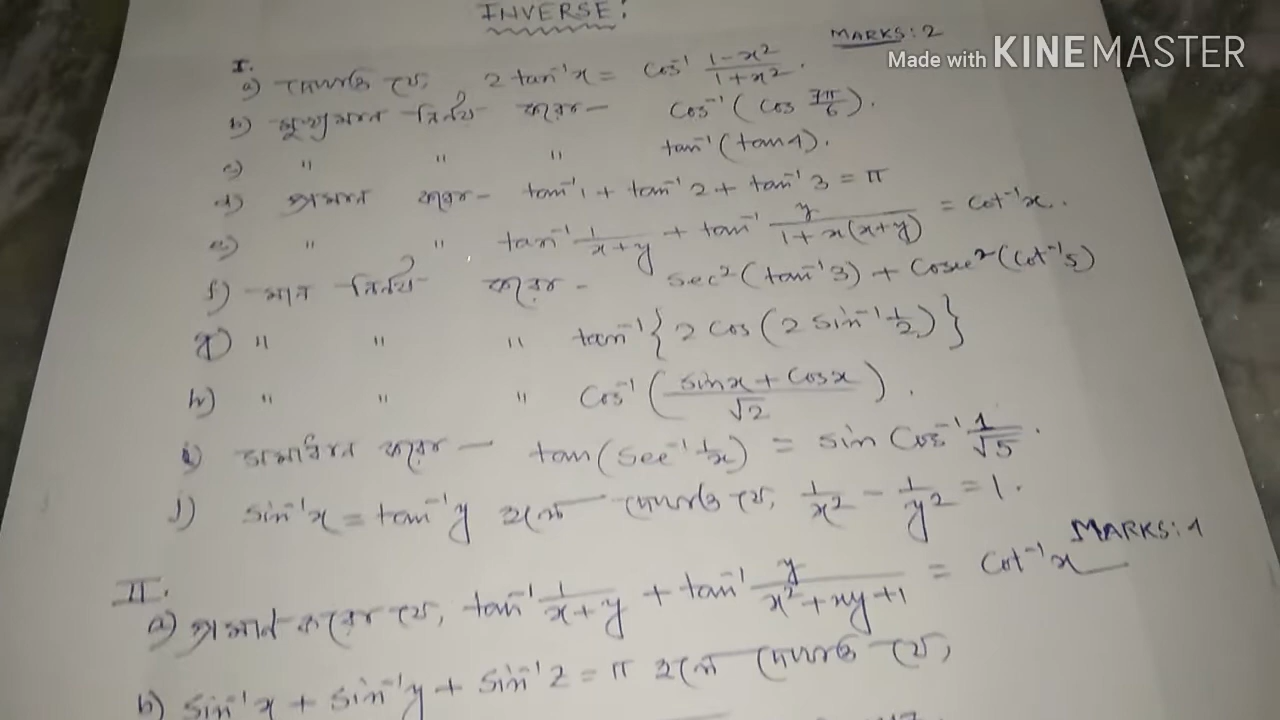 INVERSE:
MARKS: 2
Made with KINEMASTER
I.
a) দেখাও যে, 2 tan⁻¹x = cos⁻¹ (1-x²)/(1+x²).
b) মুখ্যমান নির্ণয় করো- cos⁻¹(cos 7π/6).
c) " " " tan⁻¹(tan4).
d) প্রমান করো- tan⁻¹1 + tan⁻¹2 + tan⁻¹3 = π
e) " " tan⁻¹ 1/(x+y) + tan⁻¹ y/(1+x(x+y)) = cot⁻¹x.
f) মান নির্ণয় করো- sec²(tan⁻¹3) + cosec²(cot⁻¹5)
g) " " " tan⁻¹{2 cos(2 sin⁻¹ 1/2)}
h) " " " cos⁻¹((sinx + cosx)/√2).
i) সমাধান করো- tan(sec⁻¹ 1/x) = sin cos⁻¹ 1/√5.
j) sin⁻¹x = tan⁻¹y হলে দেখাও যে, 1/x² - 1/y² = 1.
MARKS: 4
II.
a) প্রমান করো যে, tan⁻¹ 1/(x+y) + tan⁻¹ y/(x²+xy+1) = cot⁻¹x
b) sin⁻¹x + sin⁻¹y + sin⁻¹z = π হলে দেখাও যে,